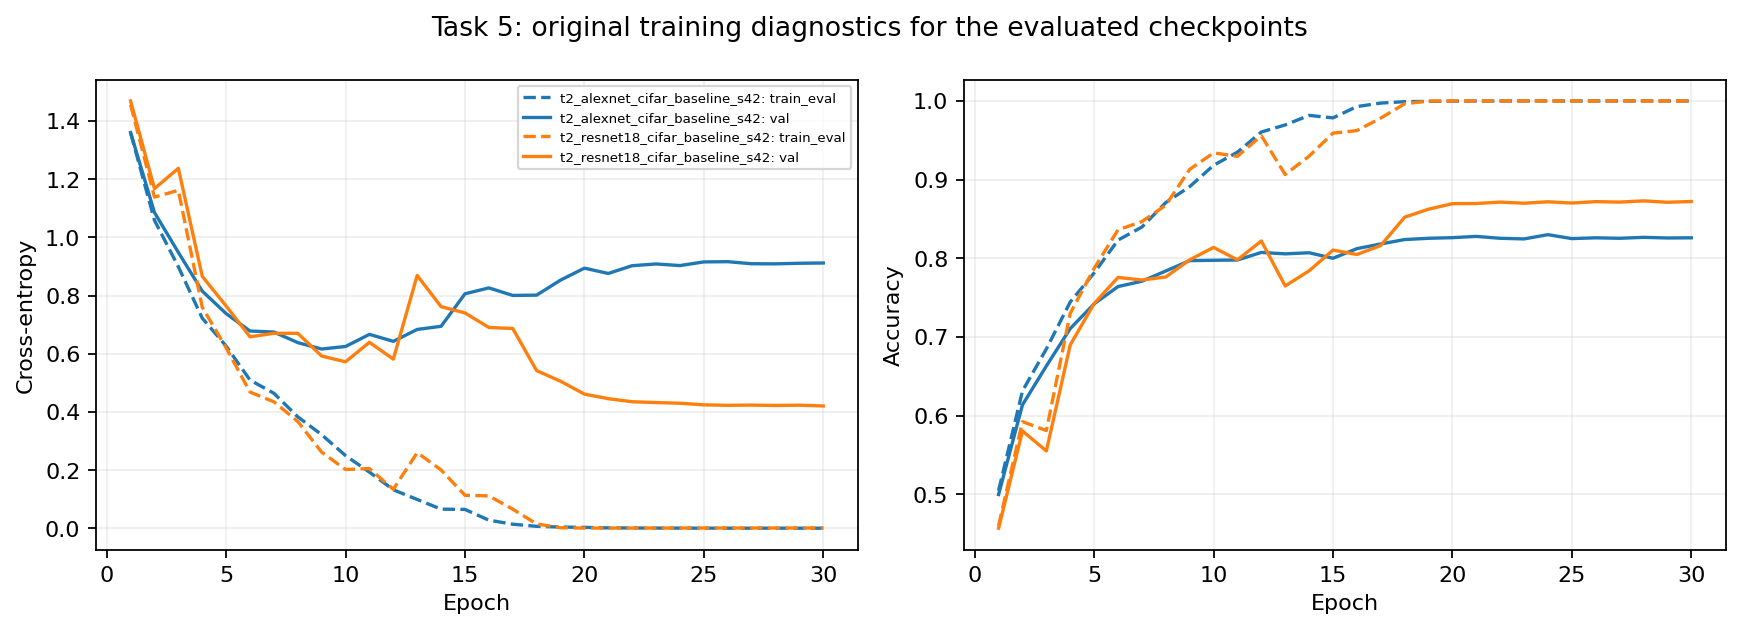 Task 5: original training diagnostics for the evaluated checkpoints
Cross-entropy
1.4
1.2
1.0
0.8
0.6
0.4
0.2
0.0
0 5 10 15 20 25 30
Epoch
t2_alexnet_cifar_baseline_s42: train_eval
t2_alexnet_cifar_baseline_s42: val
t2_resnet18_cifar_baseline_s42: train_eval
t2_resnet18_cifar_baseline_s42: val
Accuracy
1.0
0.9
0.8
0.7
0.6
0.5
0 5 10 15 20 25 30
Epoch